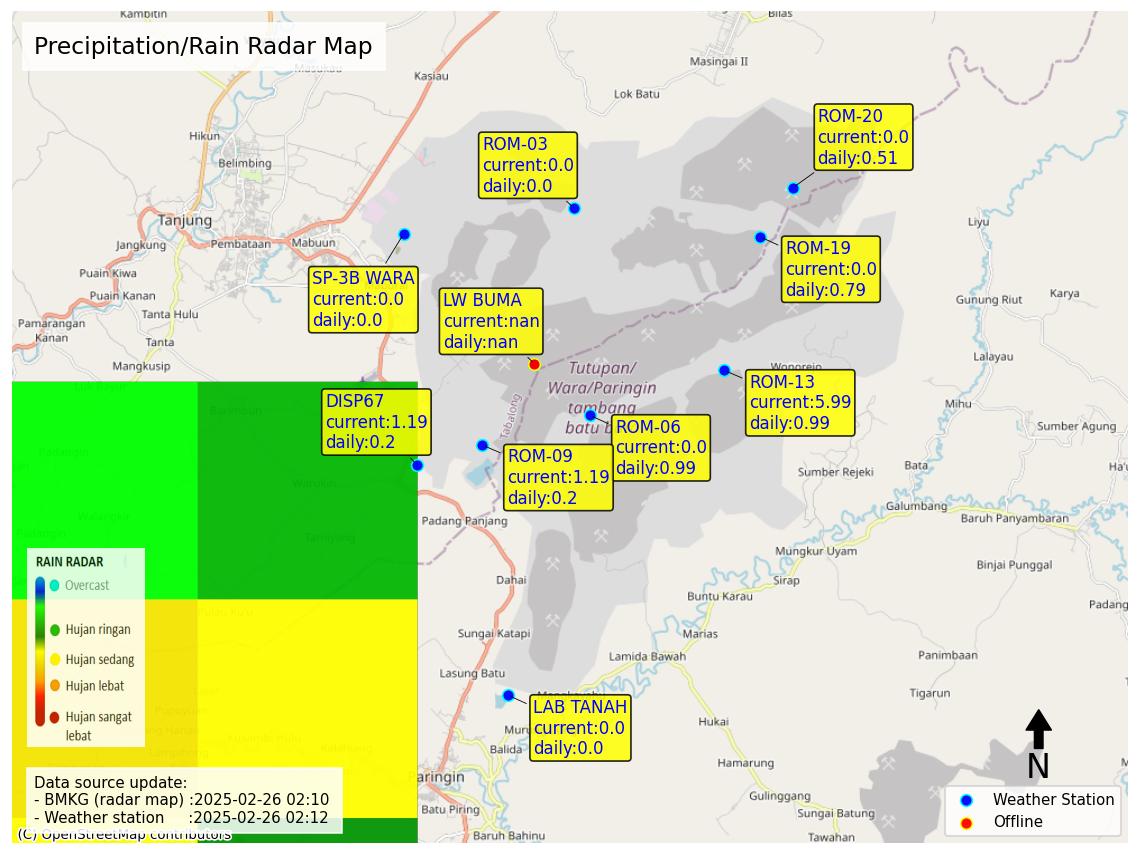 Precipitation/Rain Radar Map
Kambitin
Bilas
Masingai II
Kasiau
Lok Batu
Hikun
Belimbing
ROM-20
current:0.0
daily:0.51
ROM-03
current:0.0
daily:0.0
Tanjung
Liyu
Jangkung
Pembataan
Mabuun
ROM-19
current:0.0
daily:0.79
Puain Kiwa
SP-3B WARA
current:0.0
daily:0.0
Puain Kanan
LW BUMA
current:nan
daily:nan
Karya
Gunung Riut
Tanta Hulu
Pamarangan
Kanan
Tanta
Lalayau
Mangkusip
Wonorejo
Tutupan/
Wara/Paringin
tambang
batu b
ROM-13
current:5.99
daily:0.99
DISP67
current:1.19
daily:0.2
Tabalong
Mihu
ROM-06
current:0.0
daily:0.99
Sumber Agung
ROM-09
current:1.19
daily:0.2
Bata
Sumber Rejeki
Ha'u
Warukin
Galumbang
Baruh Panyambaran
Padang Panjang
Tamiyang
Mungkur Uyam
Binjai Punggal
RAIN RADAR
Overcast
Hujan ringan
Hujan sedang
Hujan lebat
Hujan sangat
lebat
Dahai
Sirap
Buntu Karau
Padang
Sungai Katapi
Marias
Lamida Bawah
Panimbaan
Lasung Batu
Tigarun
LAB TANAH
current:0.0
daily:0.0
Hukai
Muru
Balida
Hamarung
Paringin
N
Data source update:
- BMKG (radar map) :2025-02-26 02:10
- Weather station :2025-02-26 02:12
Gulinggang
Batu Piring
Sungai Batung
Weather Station
Offline
(C) OpenStreetMap contributors
Baruh Bahinu
Tawahan